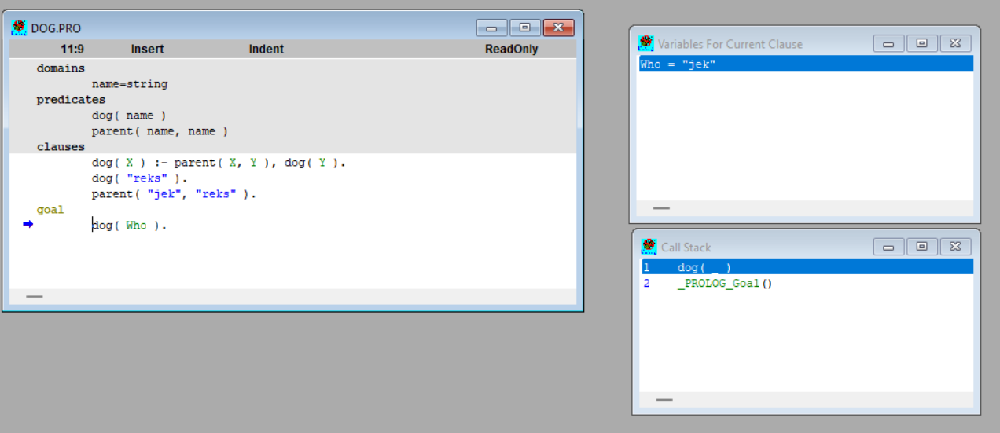 DOG.PRO
11:9 Insert Indent ReadOnly
domains
name=string
predicates
dog( name )
parent( name, name )
clauses
dog( X ) :- parent( X, Y ), dog( Y ).
dog( "reks" ).
parent( "jek", "reks" ).
goal
dog( Who ).
Variables For Current Clause
Who = "jek"
Call Stack
1 dog( _ )
2 _PROLOG_Goal()